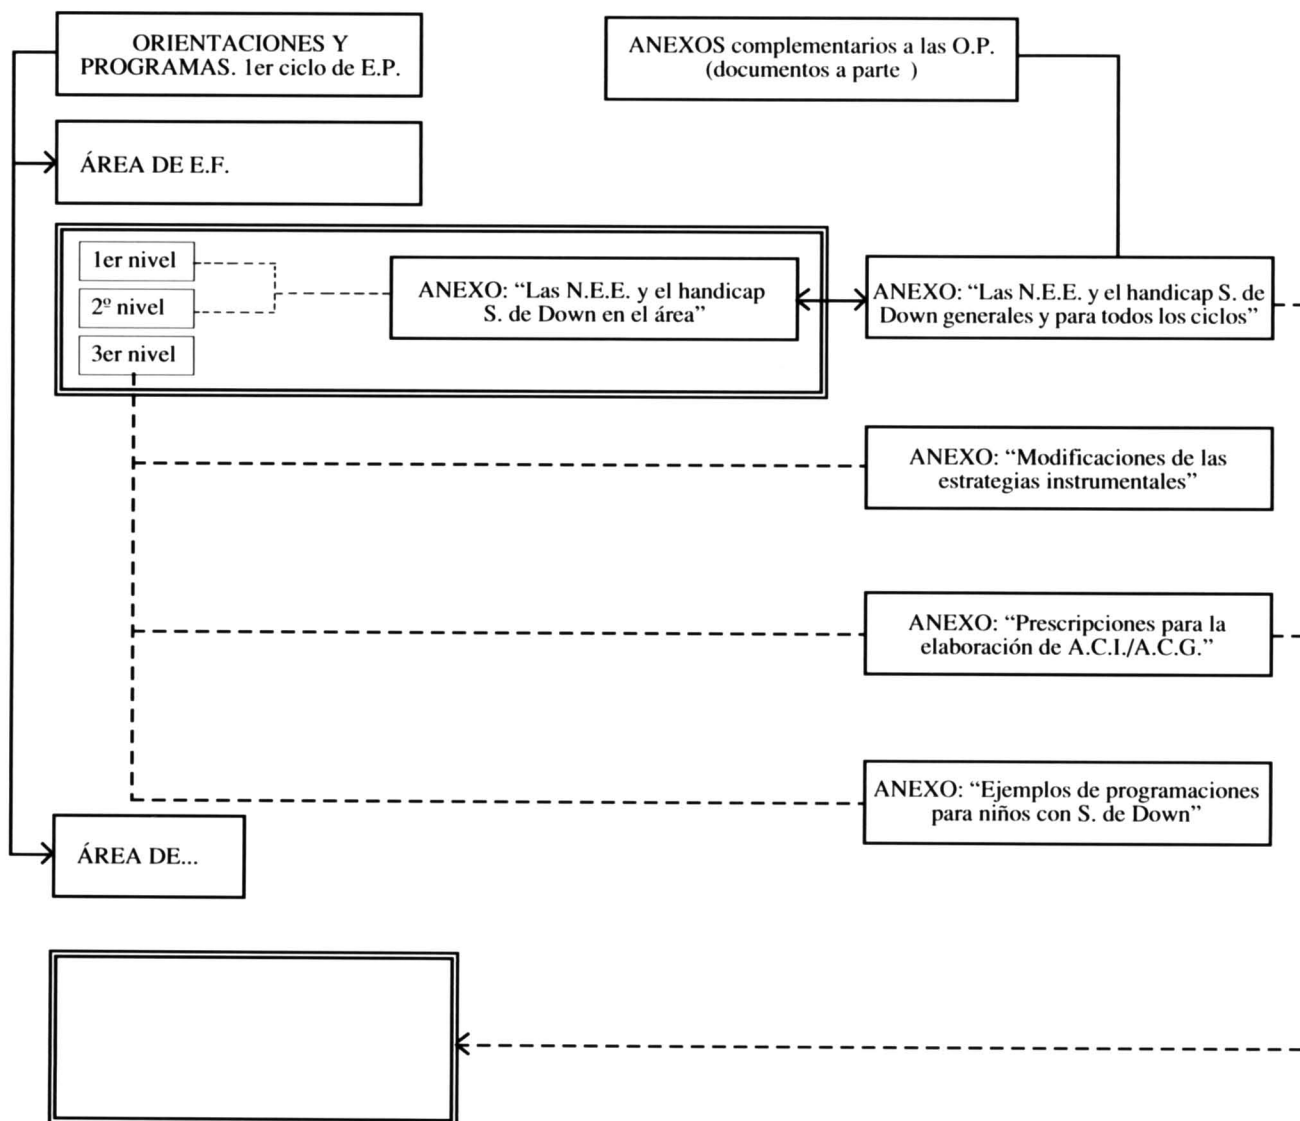 ORIENTACIONES Y
PROGRAMAS. 1er ciclo de E.P.
ANEXOS complementarios a las O.P.
(documentos a parte )
ÁREA DE E.F.
1er nivel
2º nivel
3er nivel
ANEXO: “Las N.E.E. y el handicap
S. de Down en el área”
ANEXO: “Las N.E.E. y el handicap S. de
Down generales y para todos los ciclos”
ANEXO: “Modificaciones de las
estrategias instrumentales”
ANEXO: “Prescripciones para la
elaboración de A.C.I./A.C.G.”
ANEXO: “Ejemplos de programaciones
para niños con S. de Down”
ÁREA DE...